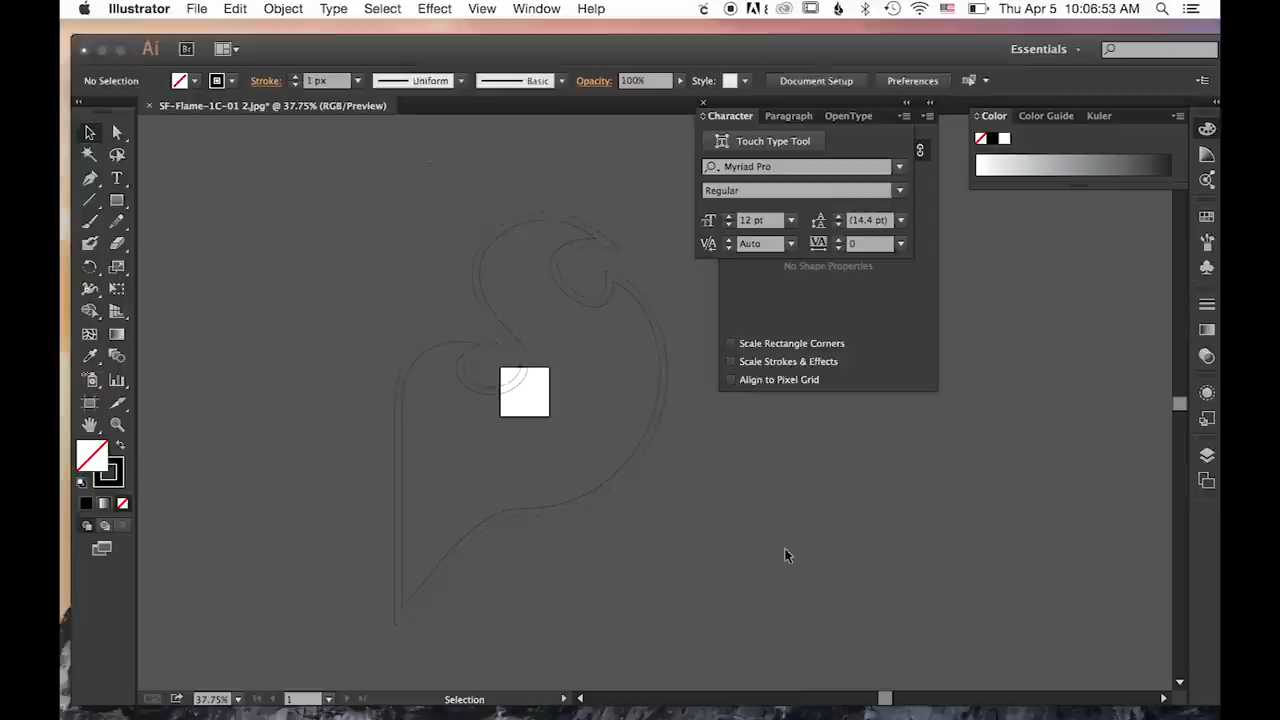 Illustrator File Edit Object Type Select Effect View Window Help Thu Apr 5 10:06:53 AM
Ai Br Essentials
No Selection Stroke: 1 px Uniform Basic Opacity: 100% Style: Document Setup Preferences
× SF-Flame-1C-01 2.jpg* @ 37.75% (RGB/Preview)
Character Paragraph OpenType
Color Color Guide Kuler
Touch Type Tool
Myriad Pro
Regular
12 pt (14.4 pt)
Auto 0
No Shape Properties
Scale Rectangle Corners
Scale Strokes & Effects
Align to Pixel Grid
37.75% 1 Selection